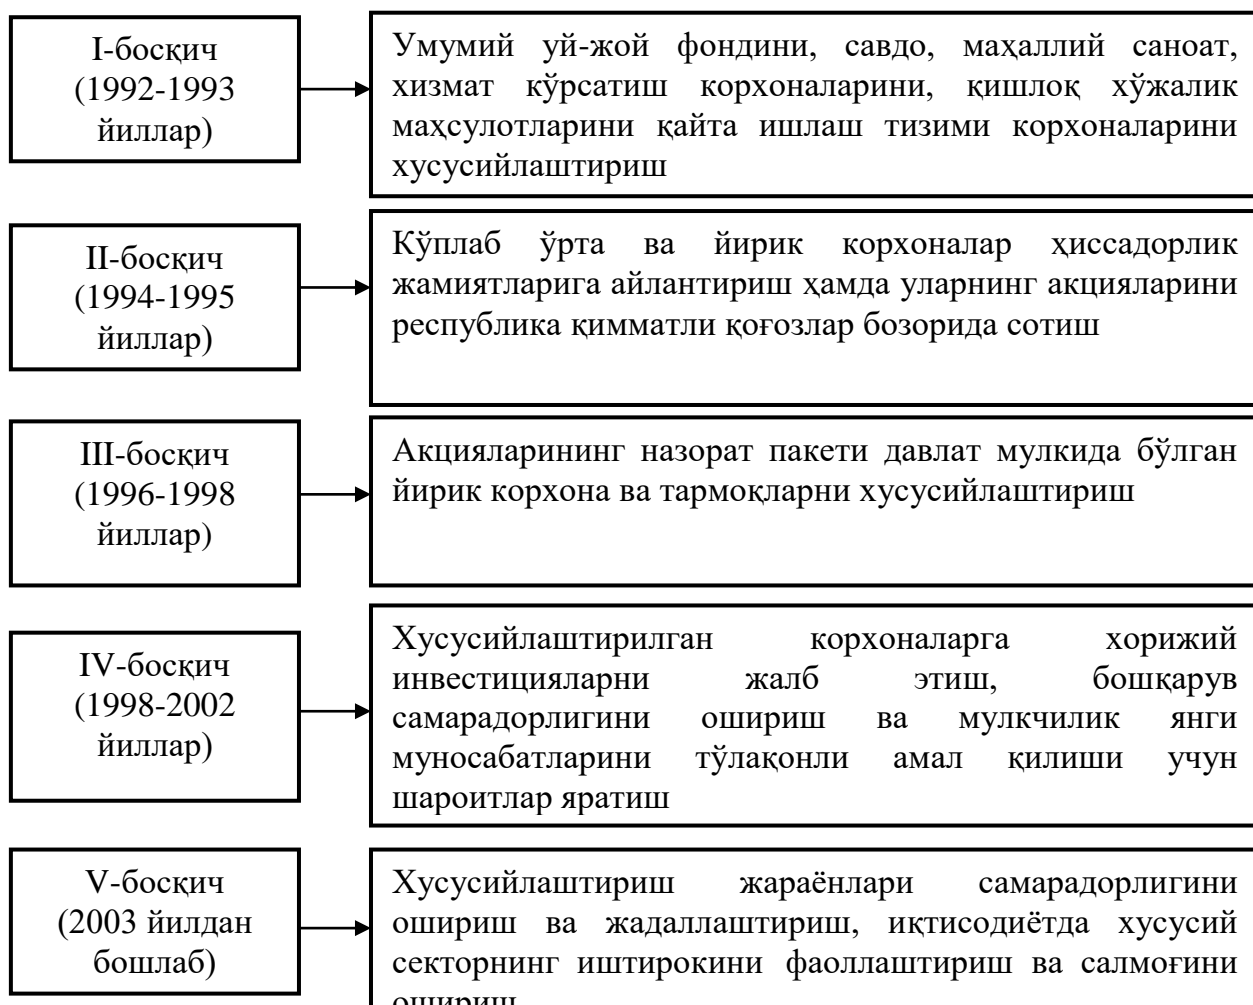 I-босқич
(1992-1993
йиллар)
Умумий уй-жой фондини, савдо, маҳаллий саноат,
хизмат кўрсатиш корхоналарини, қишлоқ хўжалик
маҳсулотларини қайта ишлаш тизими корхоналарини
хусусийлаштириш
II-босқич
(1994-1995
йиллар)
Кўплаб ўрта ва йирик корхоналар ҳиссадорлик
жамиятларига айлантириш ҳамда уларнинг акцияларини
республика қимматли қоғозлар бозорида сотиш
III-босқич
(1996-1998
йиллар)
Акцияларининг назорат пакети давлат мулкида бўлган
йирик корхона ва тармоқларни хусусийлаштириш
IV-босқич
(1998-2002
йиллар)
Хусусийлаштирилган корхоналарга хорижий
инвестицияларни жалб этиш, бошқарув
самарадорлигини ошириш ва мулкчилик янги
муносабатларини тўлақонли амал қилиши учун
шароитлар яратиш
V-босқич
(2003 йилдан
бошлаб)
Хусусийлаштириш жараёнлари самарадорлигини
ошириш ва жадаллаштириш, иқтисодиётда хусусий
секторнинг иштирокини фаоллаштириш ва салмоғини
ошириш